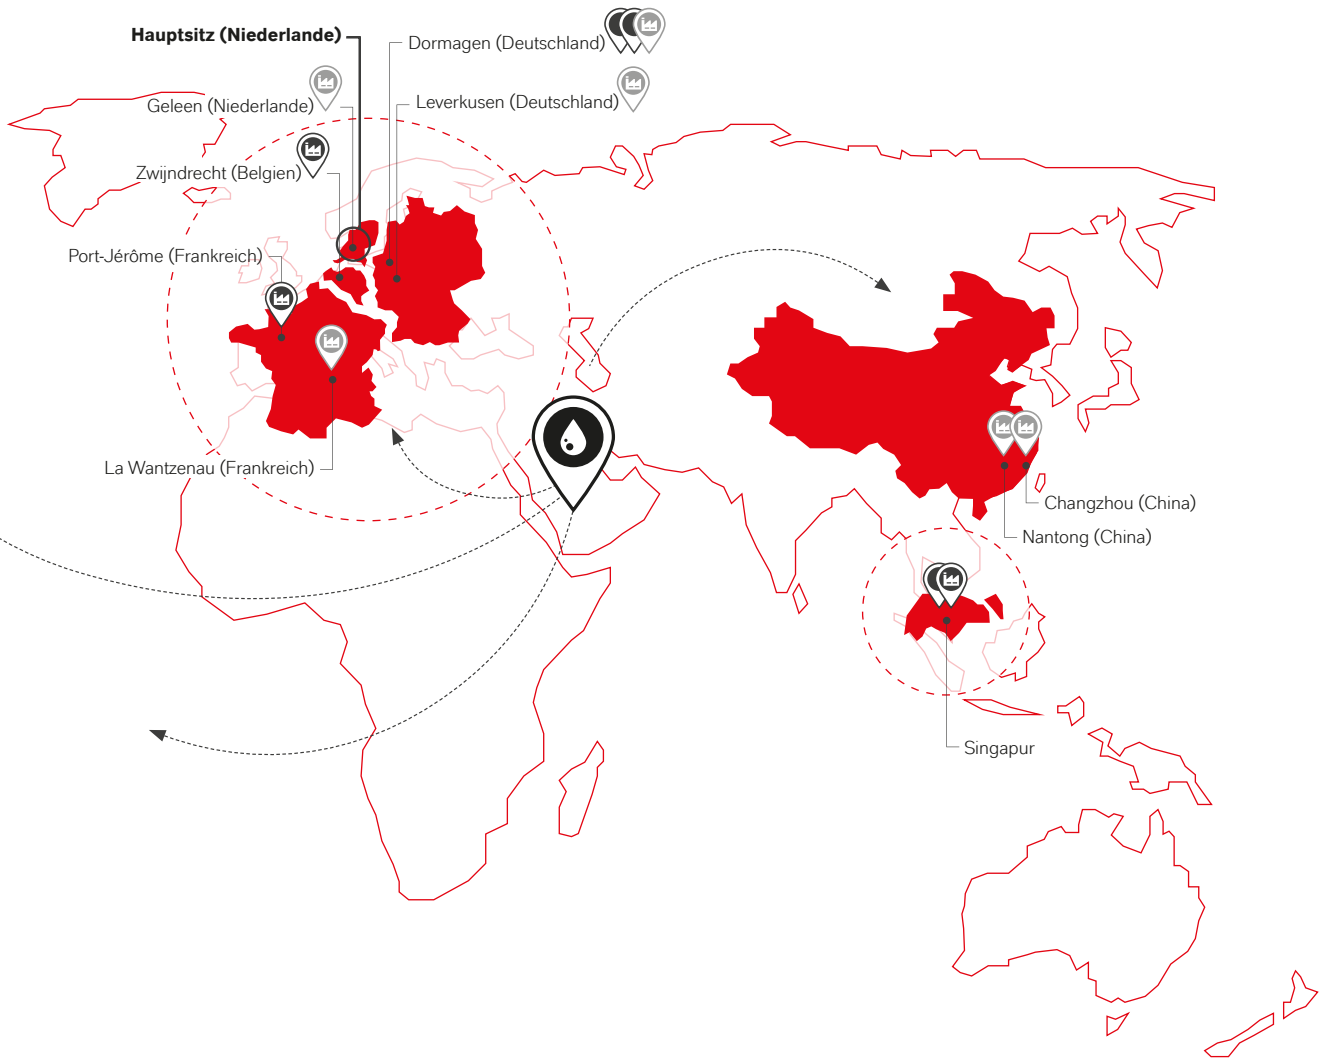 Hauptsitz (Niederlande)
Dormagen (Deutschland)
Geleen (Niederlande)
Leverkusen (Deutschland)
Zwijndrecht (Belgien)
Port-Jérôme (Frankreich)
La Wantzenau (Frankreich)
Changzhou (China)
Nantong (China)
Singapur